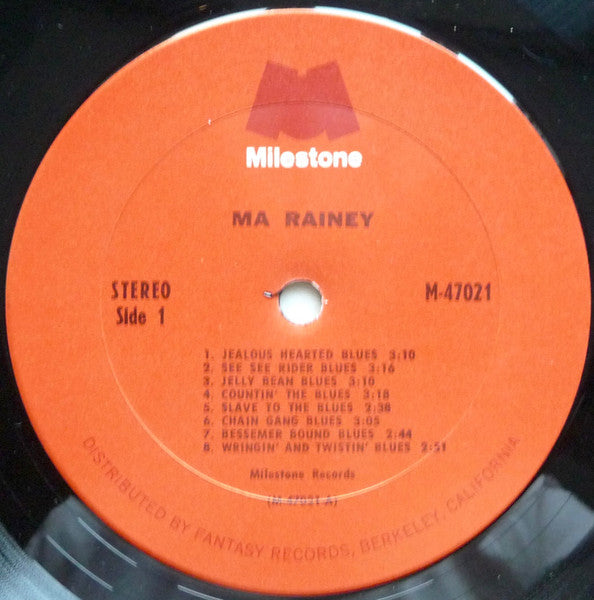 Milestone
MA RAINEY
STEREO
Side 1
M-47021
1. JEALOUS HEARTED BLUES 3:10
2. SEE SEE RIDER BLUES 3:16
3. JELLY BEAN BLUES 3:10
4. COUNTIN' THE BLUES 3:18
5. SLAVE TO THE BLUES 2:38
6. CHAIN GANG BLUES 3:05
7. BESSEMER BOUND BLUES 2:44
8. WRINGIN' AND TWISTIN' BLUES 2:51
Milestone Records
(M-47021 A)
DISTRIBUTED BY FANTASY RECORDS, BERKELEY, CALIFORNIA